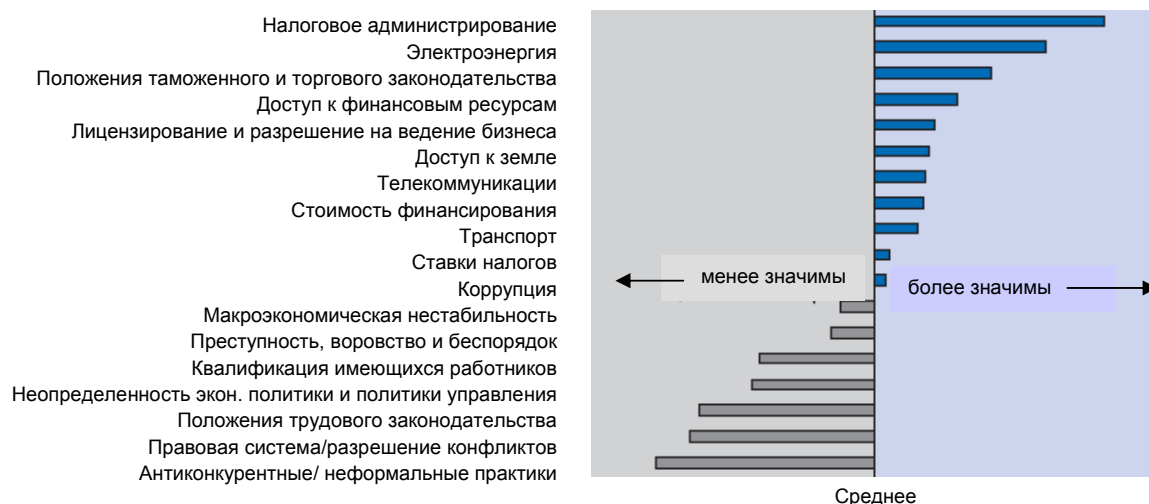 Налоговое администрирование
Электроэнергия
Положения таможенного и торгового законодательства
Доступ к финансовым ресурсам
Лицензирование и разрешение на ведение бизнеса
Доступ к земле
Телекоммуникации
Стоимость финансирования
Транспорт
Ставки налогов
Коррупция
Макроэкономическая нестабильность
Преступность, воровство и беспорядок
Квалификация имеющихся работников
Неопределенность экон. политики и политики управления
Положения трудового законодательства
Правовая система/разрешение конфликтов
Антиконкурентные/ неформальные практики
менее значимы
более значимы
Среднее